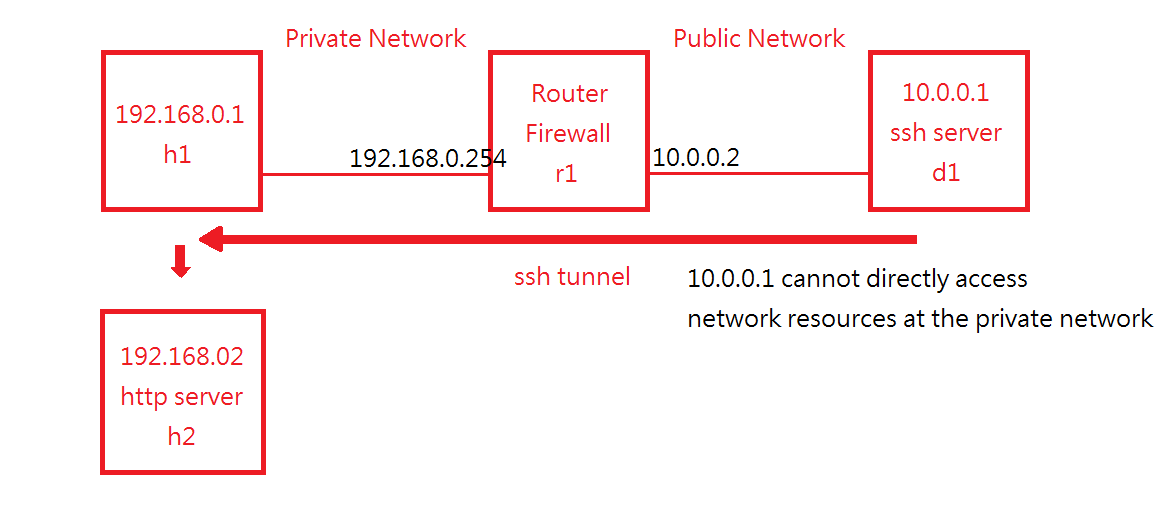 Private Network
Public Network
192.168.0.1
h1
192.168.0.254
Router
Firewall
r1
10.0.0.2
10.0.0.1
ssh server
d1
ssh tunnel
10.0.0.1 cannot directly access
network resources at the private network
192.168.02
http server
h2